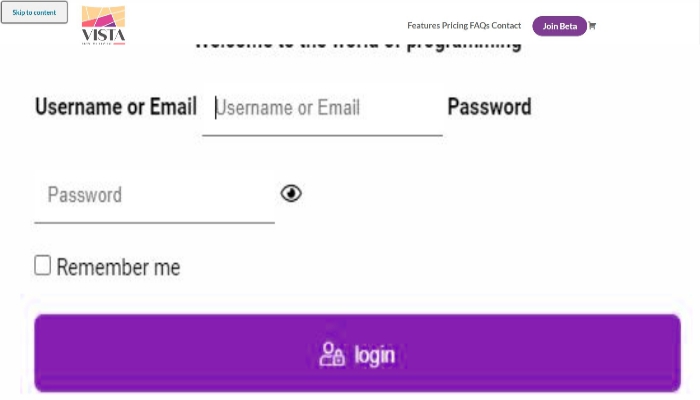 Skip to content
VISTA
Features Pricing FAQs Contact
Join Beta
Welcome to the world of programming
Username or Email
Username or Email
Password
Password
Remember me
login